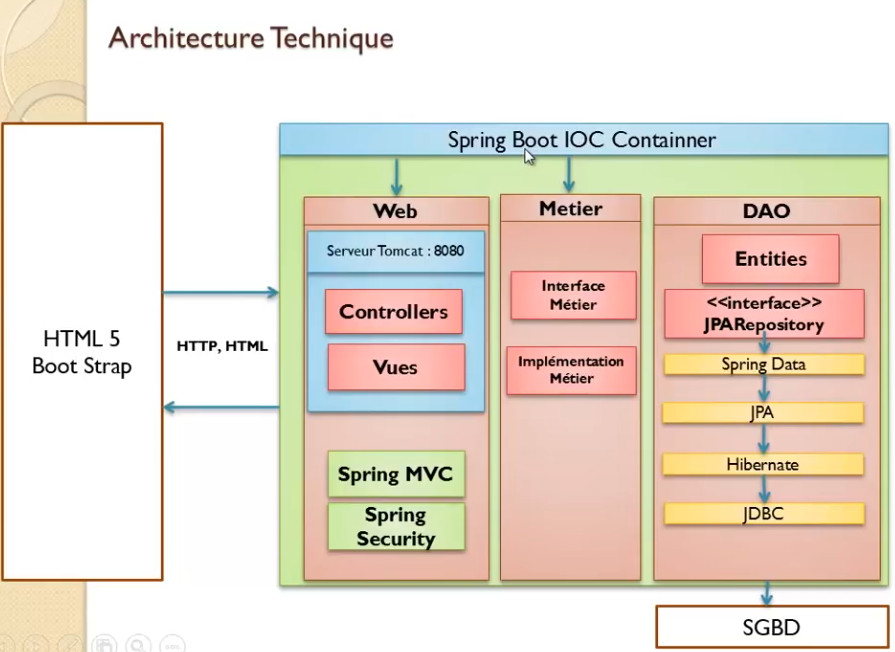 Architecture Technique
Spring Boot IOC Containner
Web
Metier
DAO
Serveur Tomcat : 8080
Controllers
Vues
Spring MVC
Spring
Security
Interface
Métier
Implémentation
Métier
Entities
<<interface>>
JPARepository
Spring Data
JPA
Hibernate
JDBC
HTML 5
Boot Strap
HTTP, HTML
SGBD